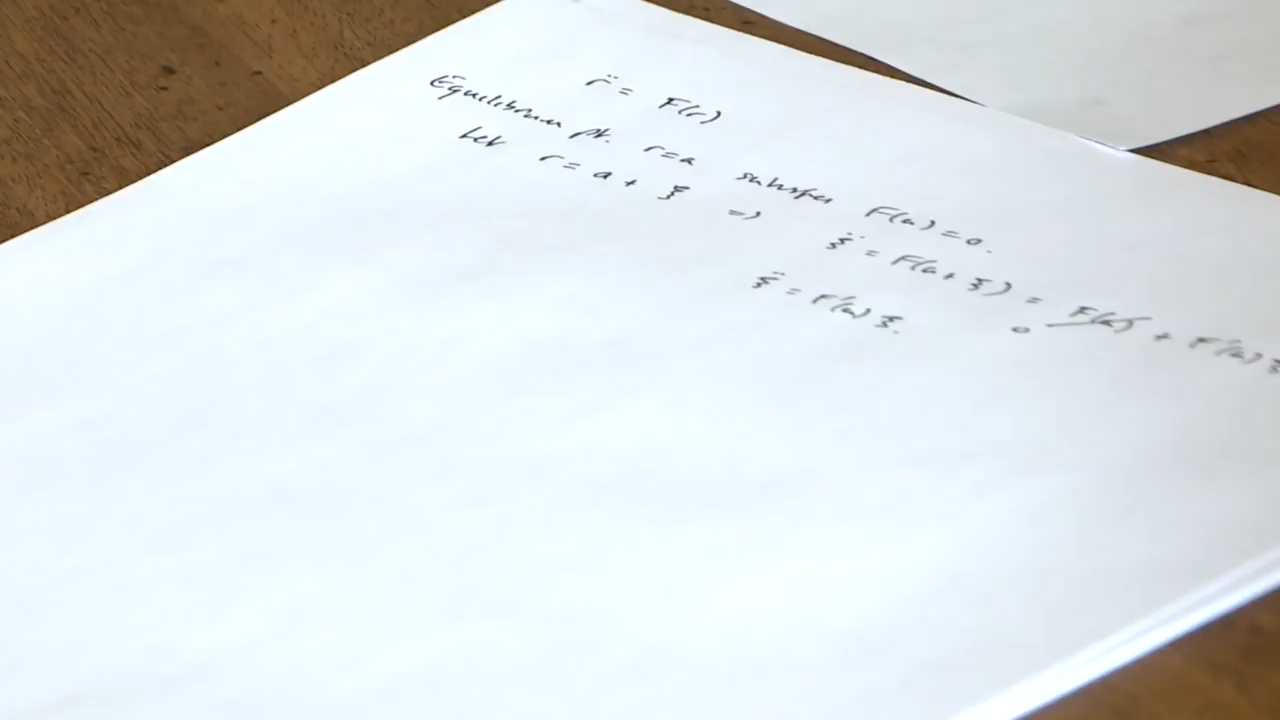 r̈ = F(r)
Equilibrium pt. r=a satisfies F(a)=0.
Let r = a + ξ => ξ̈ = F(a+ξ) = F(a) + F'(a)ξ
0
ξ̈ = F'(a)ξ.